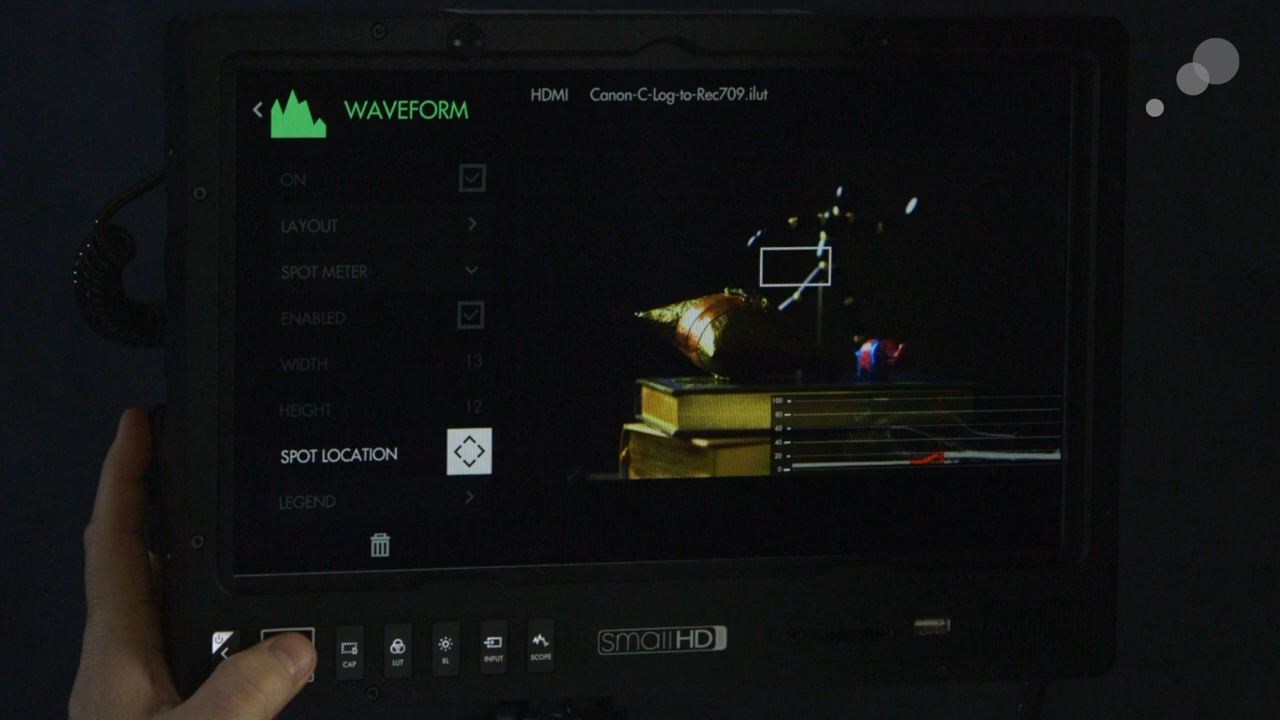 WAVEFORM
HDMI Canon-C-Log-to-Rec709.ilut
ON
LAYOUT
SPOT METER
ENABLED
WIDTH 13
HEIGHT 12
SPOT LOCATION
LEGEND
100
80
60
40
20
0
CAP LUT BL INPUT SCOPE
smallHD